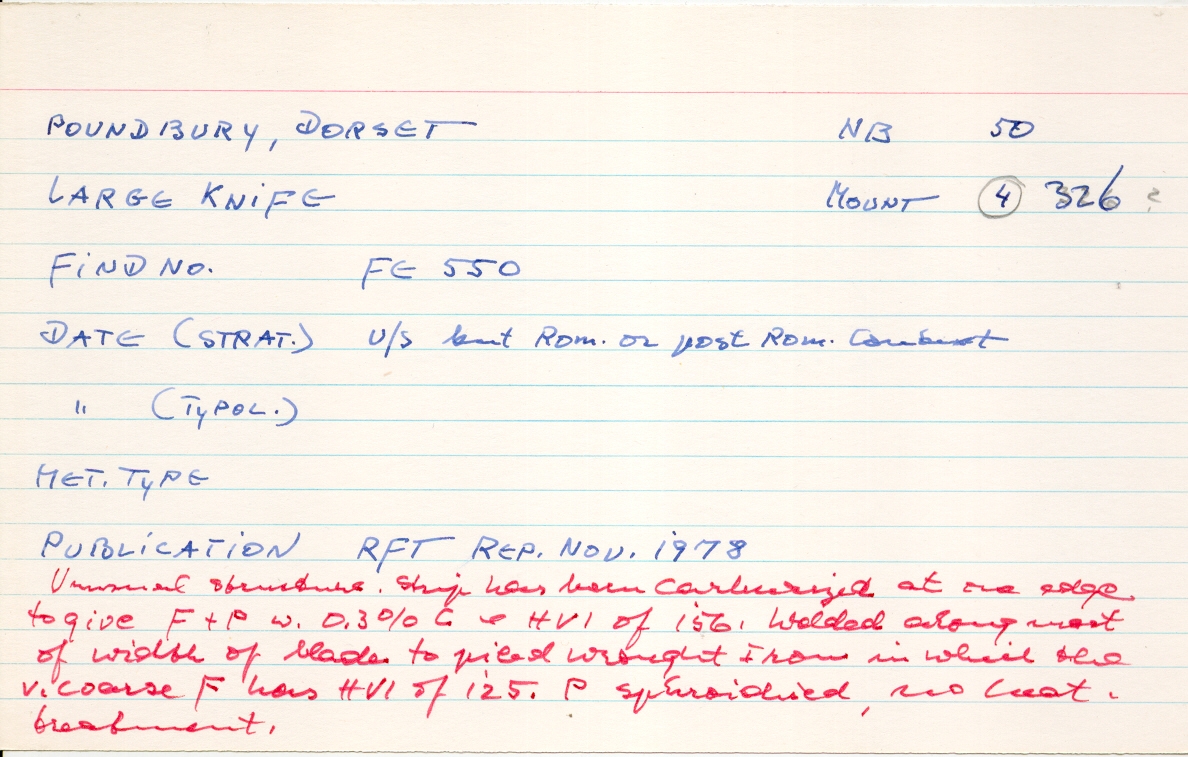 POUNDBURY, DORSET NB 50
LARGE KNIFE MOUNT 4 326 ?
FIND NO. FE 550
DATE (STRAT.) U/S but Rom. or post Rom. Context
" (TYPOL.)
MET. TYPE
PUBLICATION RFT REP. NOV. 1978
Unusual structure. Strip has been carburized at the edge
to give F+P w. 0.3% C HV1 of 156. Welded along most
of width of blade to piled wrought iron in which the
v. coarse F has HV1 of 125. P spheroidised, no heat-
treatment.